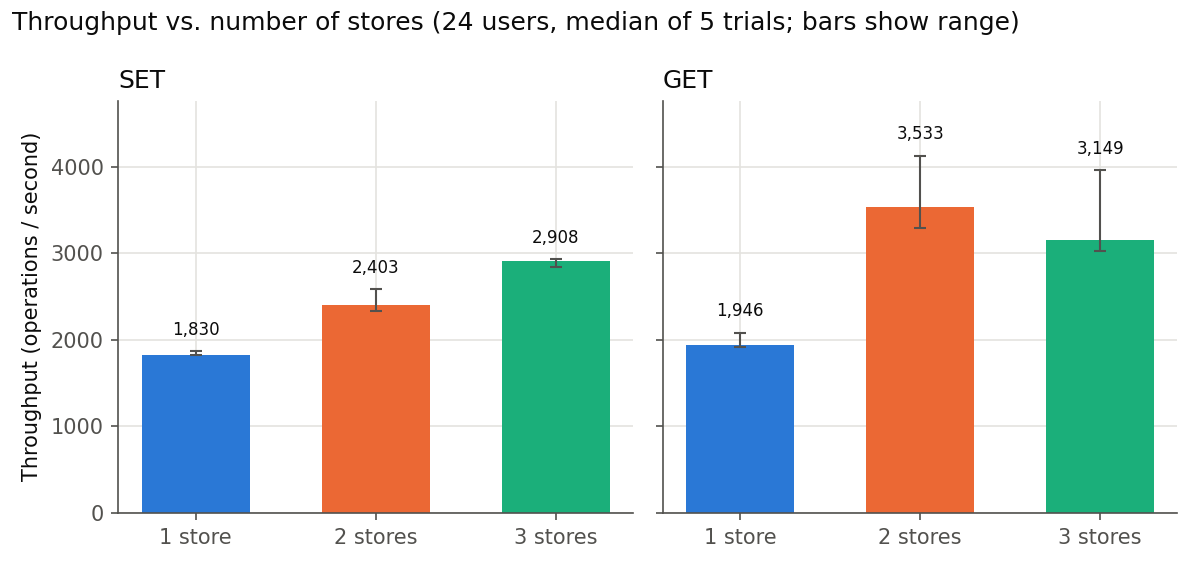 Throughput vs. number of stores (24 users, median of 5 trials; bars show range)
SET
Throughput (operations / second)
4000
3000
2000
1000
0
1,830
2,403
2,908
1 store
2 stores
3 stores
GET
1,946
3,533
3,149
1 store
2 stores
3 stores